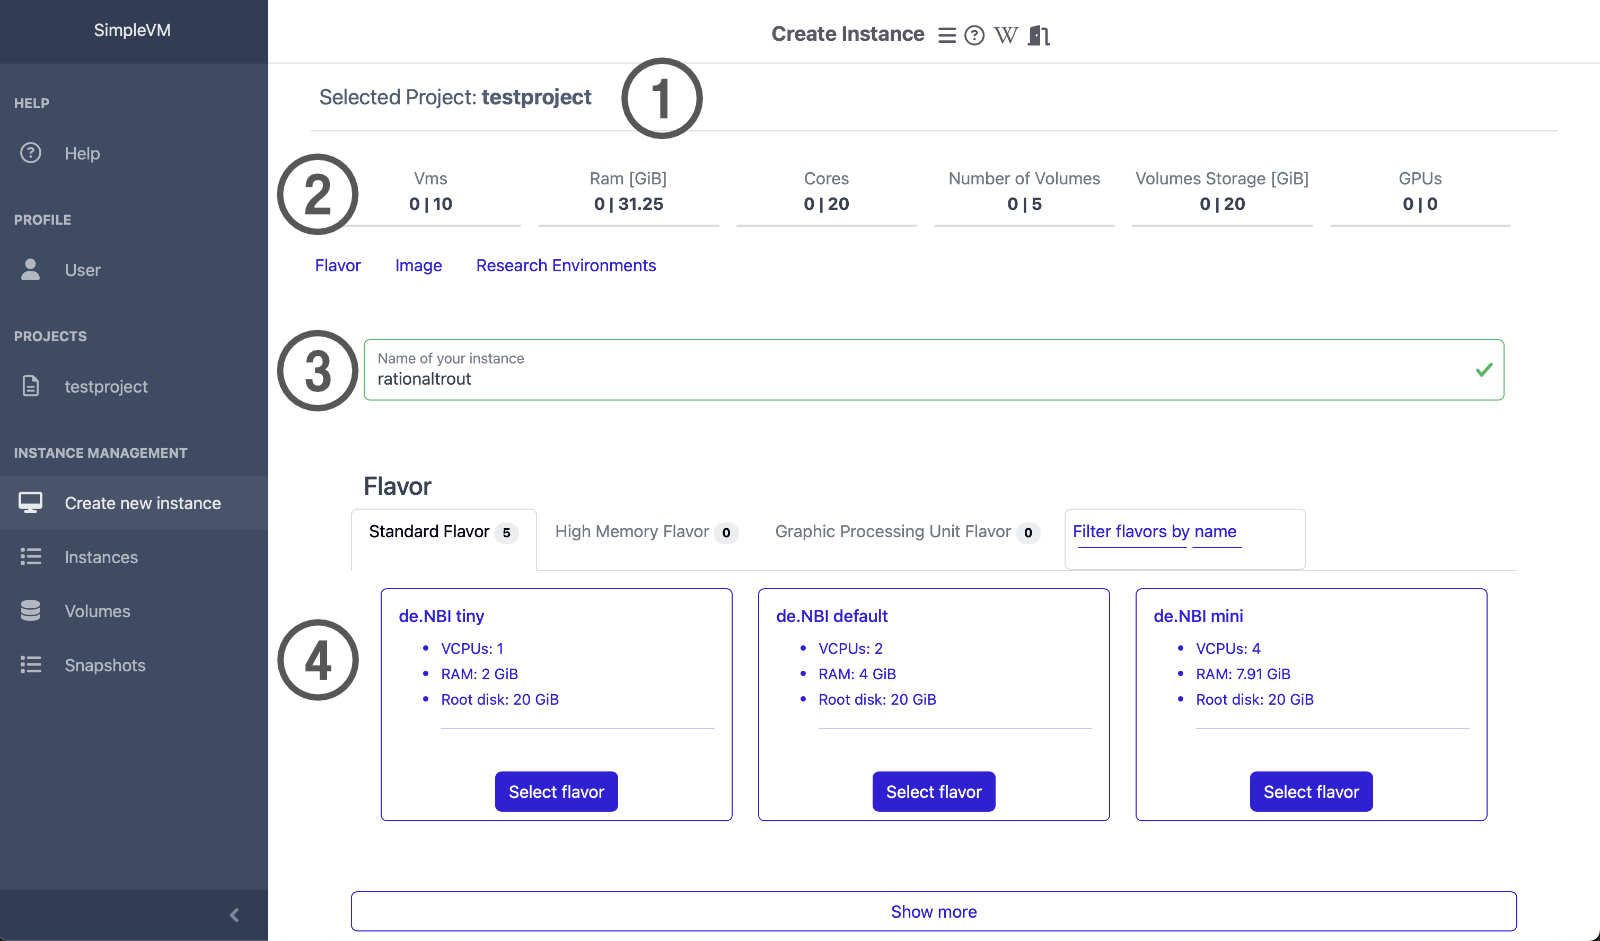 SimpleVM
Create Instance
HELP
Help
PROFILE
User
PROJECTS
testproject
INSTANCE MANAGEMENT
Create new instance
Instances
Volumes
Snapshots
Selected Project: testproject
1
2
Vms
0 | 10
Ram [GiB]
0 | 31.25
Cores
0 | 20
Number of Volumes
0 | 5
Volumes Storage [GiB]
0 | 20
GPUs
0 | 0
Flavor
Image
Research Environments
3
Name of your instance
rationaltrout
Flavor
Standard Flavor 5
High Memory Flavor 0
Graphic Processing Unit Flavor 0
Filter flavors by name
4
de.NBI tiny
• VCPUs: 1
• RAM: 2 GiB
• Root disk: 20 GiB
Select flavor
de.NBI default
• VCPUs: 2
• RAM: 4 GiB
• Root disk: 20 GiB
Select flavor
de.NBI mini
• VCPUs: 4
• RAM: 7.91 GiB
• Root disk: 20 GiB
Select flavor
Show more